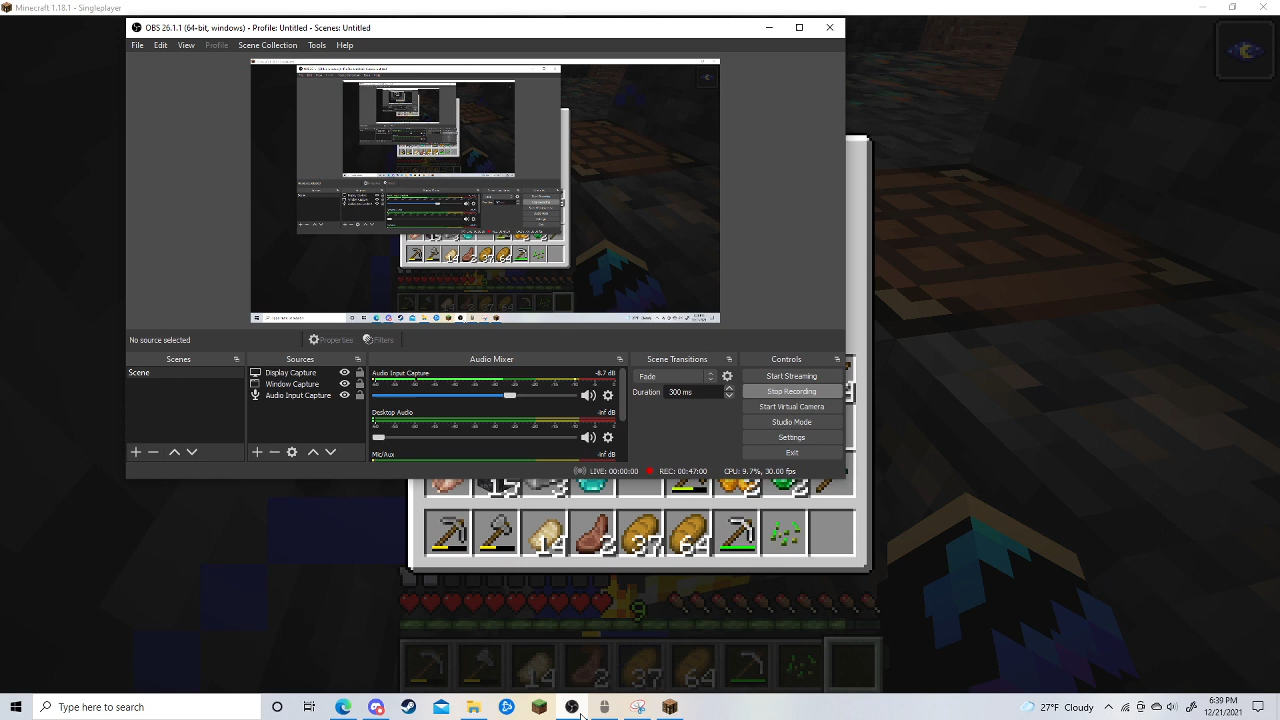 Minecraft 1.18.1 - Singleplayer
OBS 26.1.1 (64-bit, windows) - Profile: Untitled - Scenes: Untitled
File Edit View Profile Scene Collection Tools Help
No source selected
Properties
Filters
Scenes
Scene
Sources
Display Capture
Window Capture
Audio Input Capture
Audio Mixer
Audio Input Capture
-8.7 dB
Desktop Audio
-inf dB
Mic/Aux
-inf dB
Scene Transitions
Fade
Duration
300 ms
Controls
Start Streaming
Stop Recording
Start Virtual Camera
Studio Mode
Settings
Exit
LIVE: 00:00:00
REC: 00:47:00
CPU: 9.7%, 30.00 fps
14 2 37 64
9
14 2 37 64
Type here to search
27°F Cloudy
6:39 PM
12/21/2021